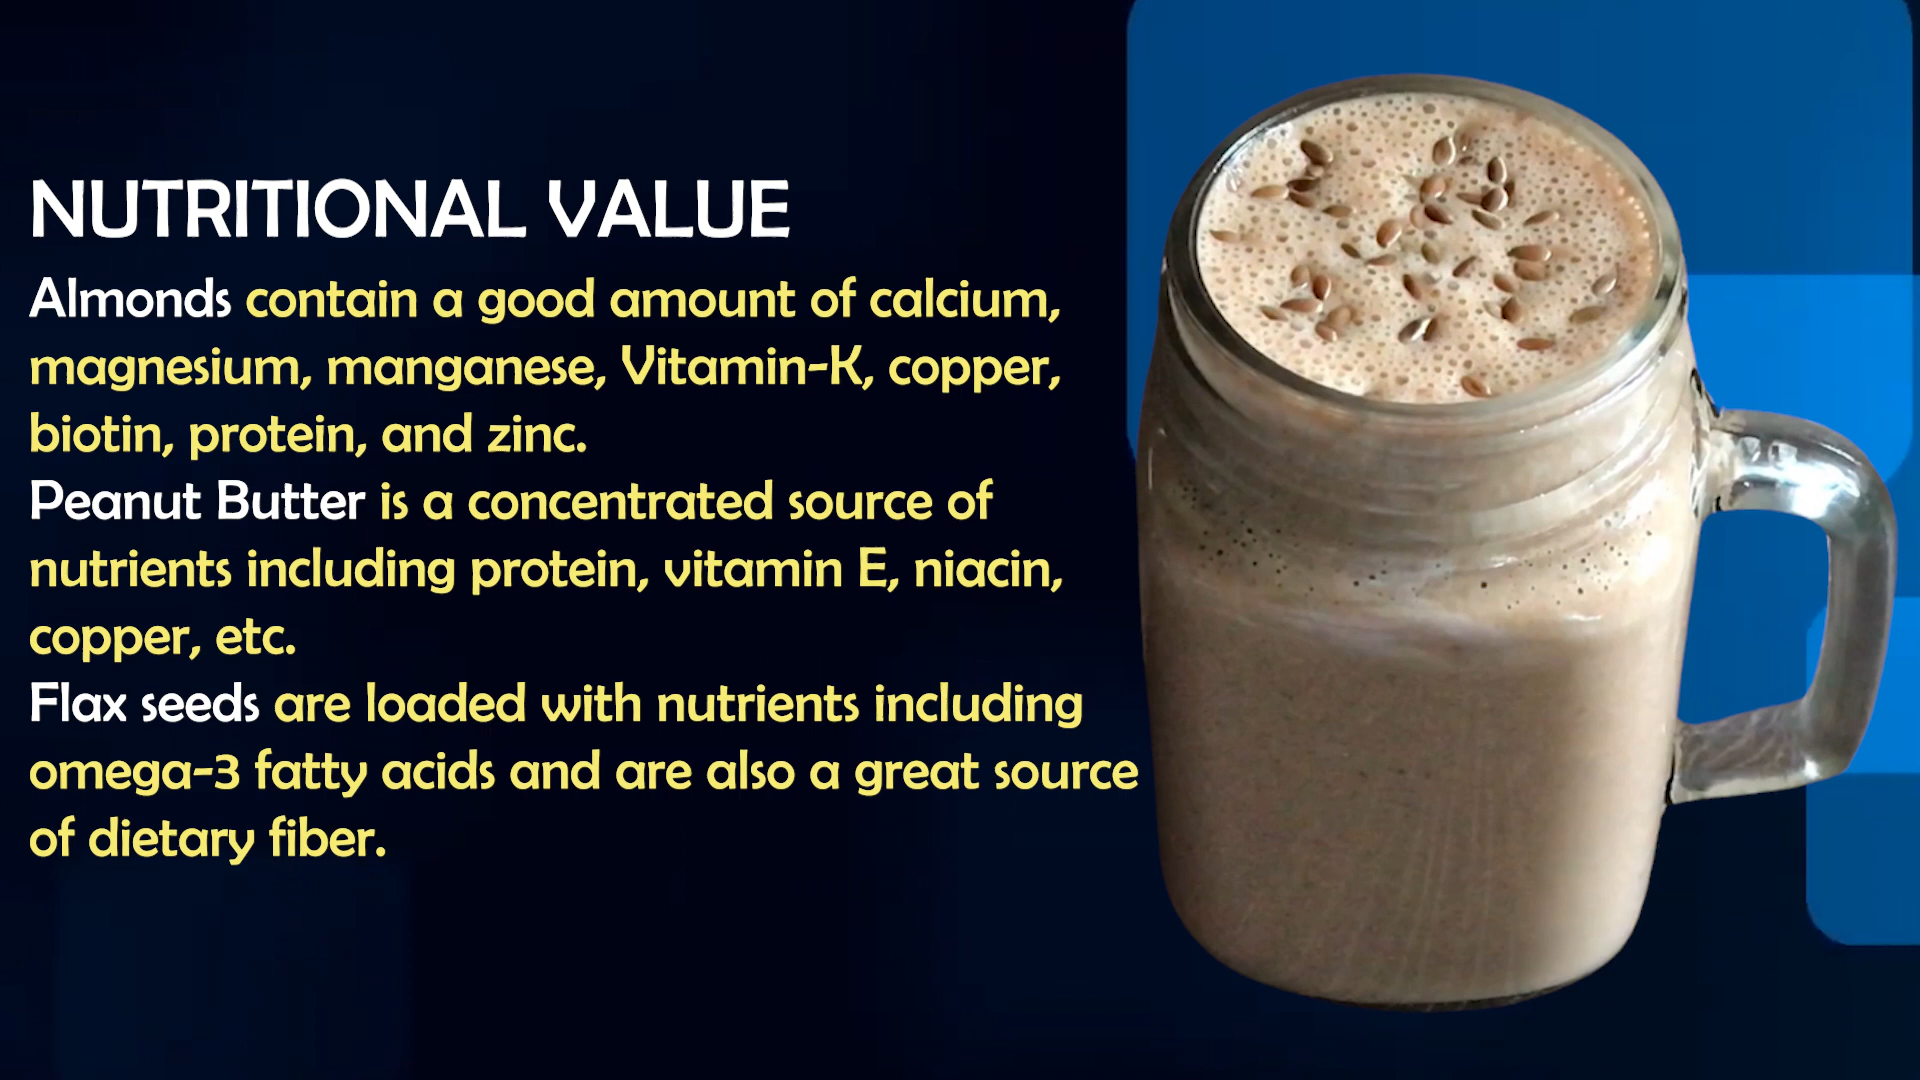 NUTRITIONAL VALUE
Almonds contain a good amount of calcium,
magnesium, manganese, Vitamin-K, copper,
biotin, protein, and zinc.
Peanut Butter is a concentrated source of
nutrients including protein, vitamin E, niacin,
copper, etc.
Flax seeds are loaded with nutrients including
omega-3 fatty acids and are also a great source
of dietary fiber.